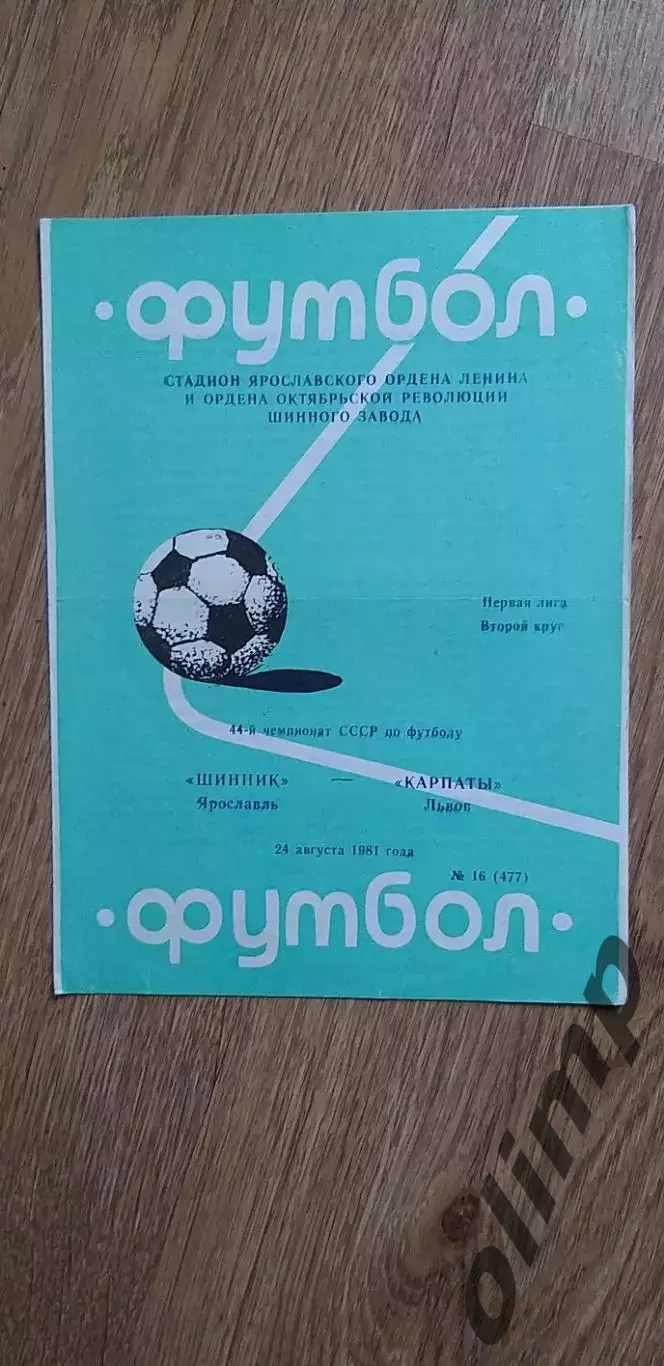 • ФУТБОЛ •
СТАДИОН ЯРОСЛАВСКОГО ОРДЕНА ЛЕНИНА
И ОРДЕНА ОКТЯБРЬСКОЙ РЕВОЛЮЦИИ
ШИННОГО ЗАВОДА
Первая лига
Второй круг
44-й чемпионат СССР по футболу
«ШИННИК» — «КАРПАТЫ»
Ярославль Львов
24 августа 1981 года
№ 16 (477)
• ФУТБОЛ •
olimp